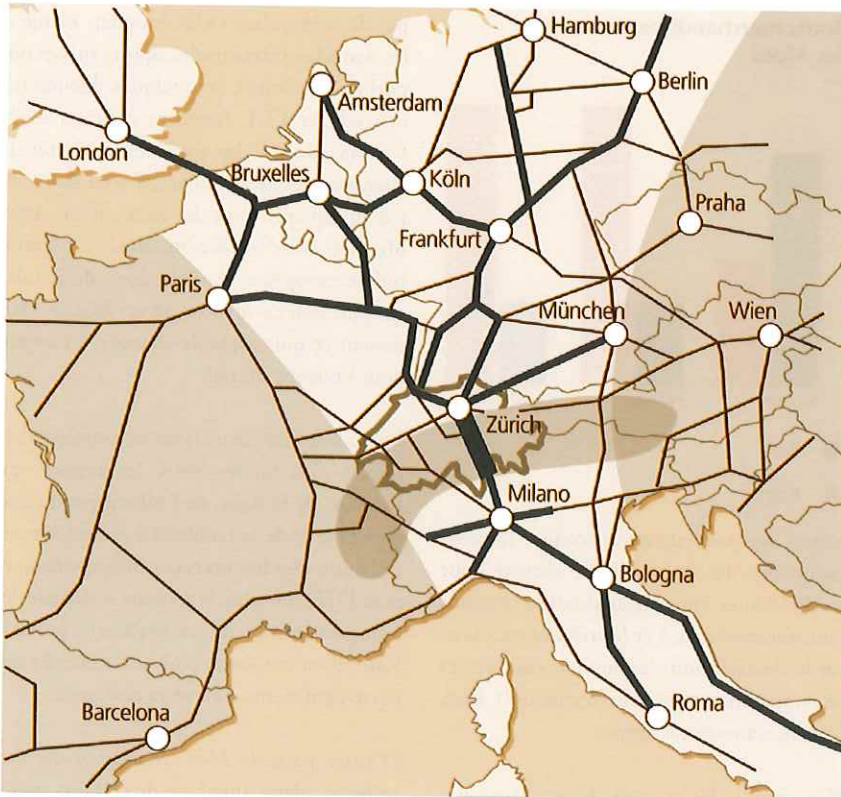 Hamburg
Berlin
Amsterdam
London
Bruxelles
Köln
Praha
Frankfurt
Paris
München
Wien
Zürich
Milano
Bologna
Barcelona
Roma